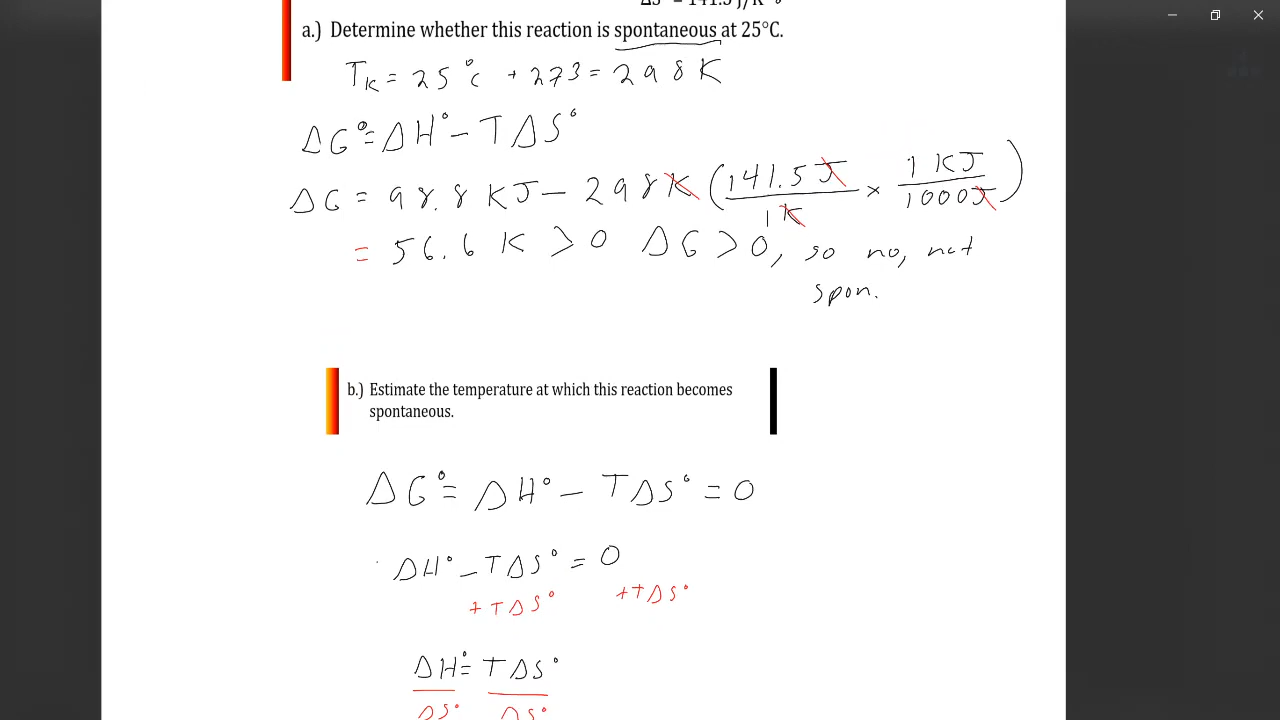 a.) Determine whether this reaction is spontaneous at 25°C.
T_K = 25 °C + 273 = 298 K
ΔG° = ΔH° − TΔS°
ΔG = 98.8 KJ − 298 K (141.5 J / 1 K × 1 KJ / 1000 J)
= 56.6 K > 0 ΔG > 0, so no, not
spon.
b.) Estimate the temperature at which this reaction becomes
spontaneous.
ΔG° = ΔH° − TΔS° = 0
ΔH° − TΔS° = 0
+TΔS° +TΔS°
ΔH° = TΔS°
ΔS° ΔS°